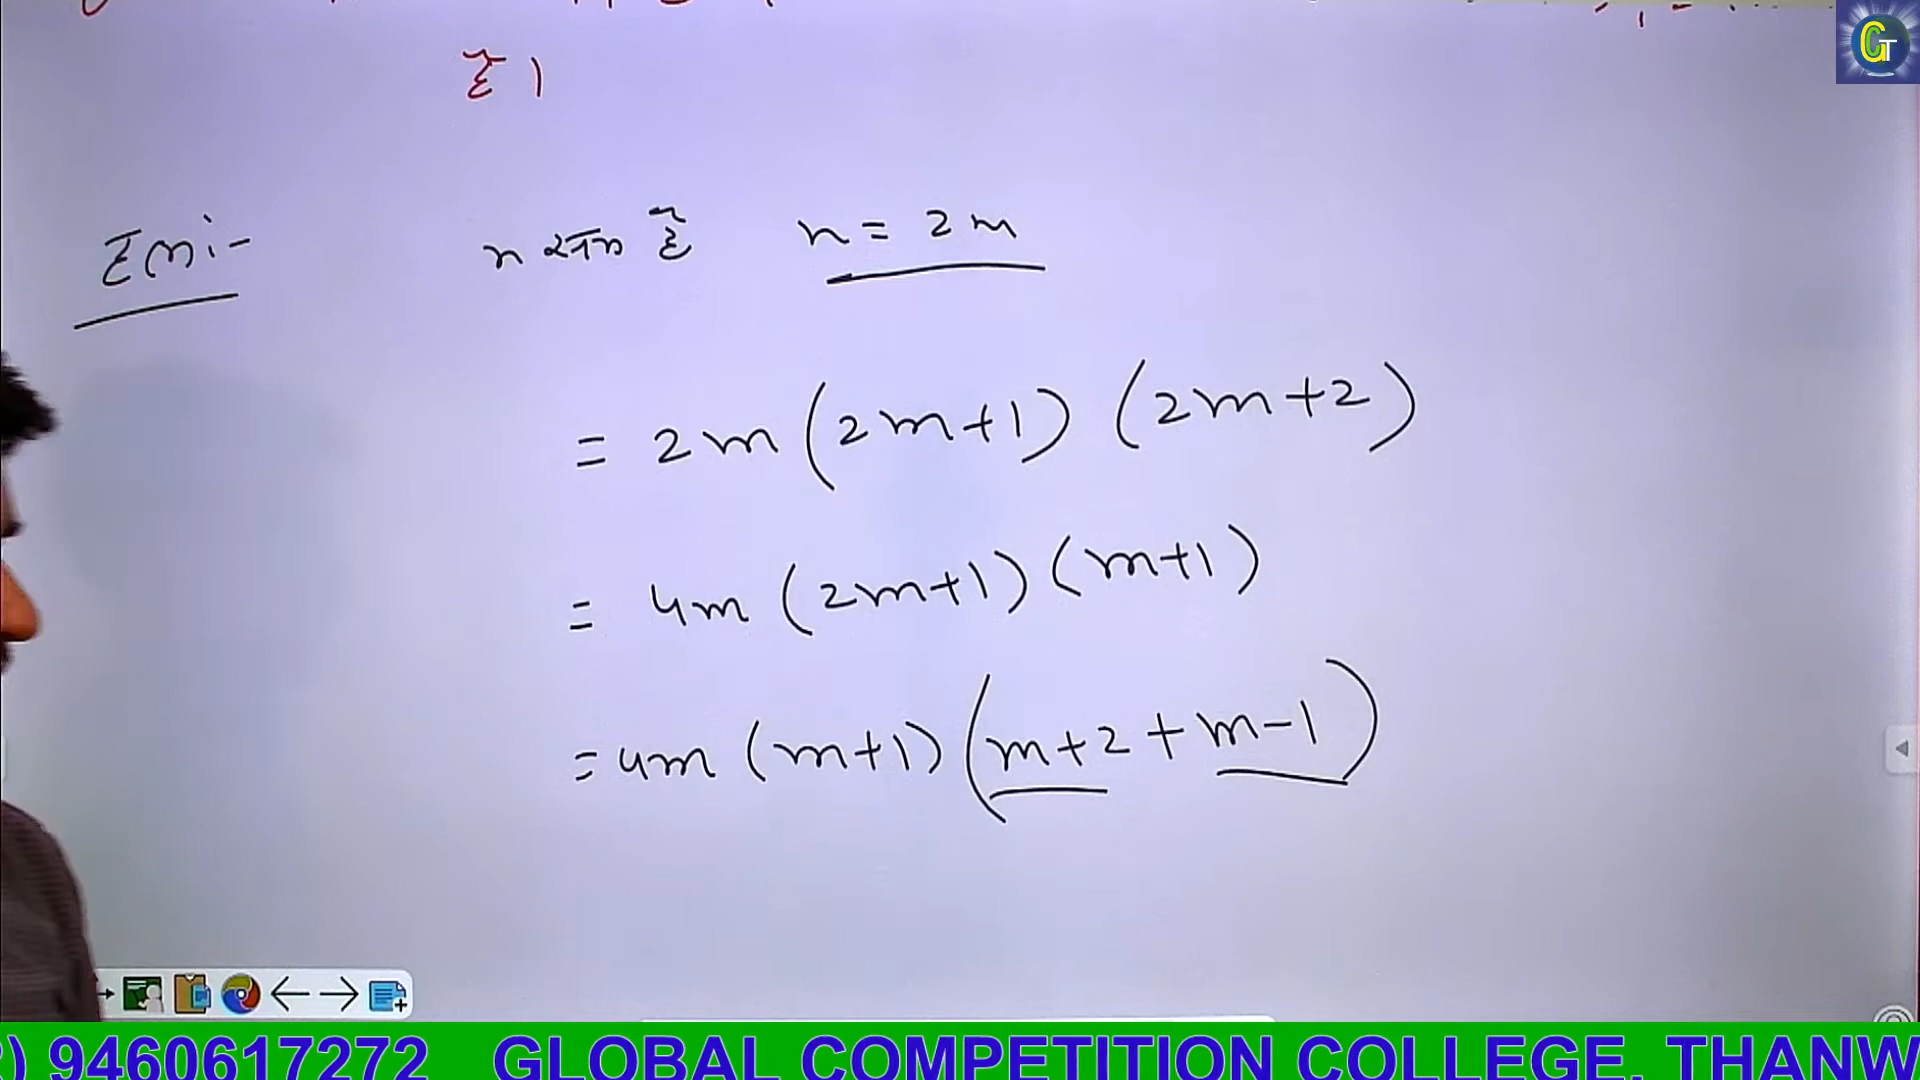 है।
हल:- n सम है n = 2m
= 2m (2m+1) (2m+2)
= 4m (2m+1) (m+1)
= 4m (m+1) (m+2 + m-1)
9460617272 GLOBAL COMPETITION COLLEGE, THANW